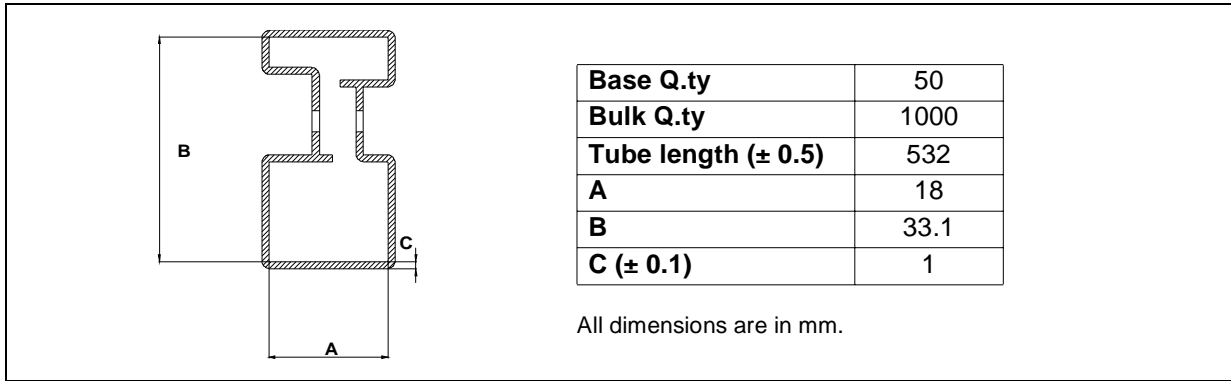 B
C
A
Base Q.ty 50
Bulk Q.ty 1000
Tube length (± 0.5) 532
A 18
B 33.1
C (± 0.1) 1
All dimensions are in mm.